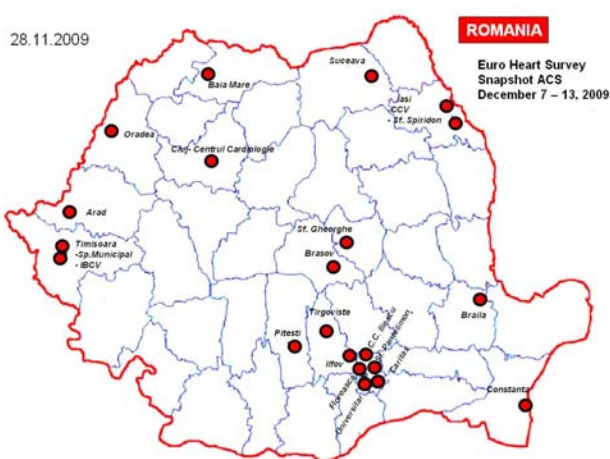 28.11.2009
ROMANIA
Euro Heart Survey
Snapshot ACS
December 7 – 13, 2009
Baia Mare
Suceava
Iasi
CCV
- Sf. Spiridon
Oradea
Cluj- Centrul Cardiologie
Arad
Timisoara
-Sp.Municipal
- IBCV
Sf. Gheorghe
Brasov
Tirgoviste
Pitesti
Ilfov
C.C. Iliescu
Pantelimon
Caritas
Floreasca
Universitar
Braila
Constanta